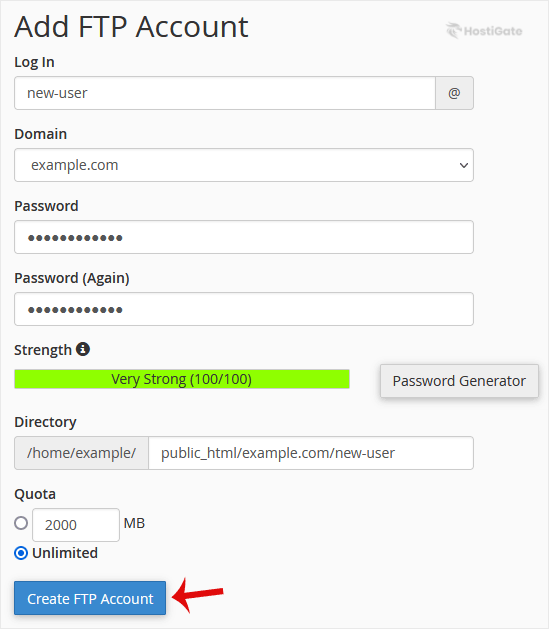 Add FTP Account
HostiGate
Log In
new-user
@
Domain
example.com
Password
●●●●●●●●●●●●
Password (Again)
●●●●●●●●●●●●
Strength
Very Strong (100/100)
Password Generator
Directory
/home/example/ public_html/example.com/new-user
Quota
2000 MB
Unlimited
Create FTP Account